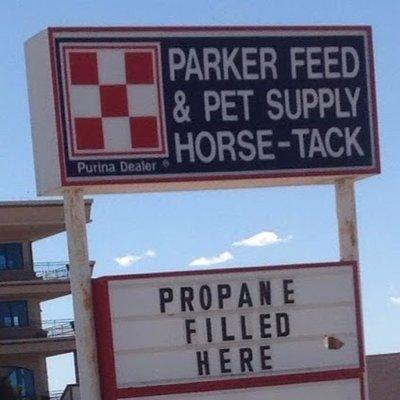 PARKER FEED
& PET SUPPLY
HORSE-TACK
Purina Dealer ®
PROPANE
FILLED
HERE